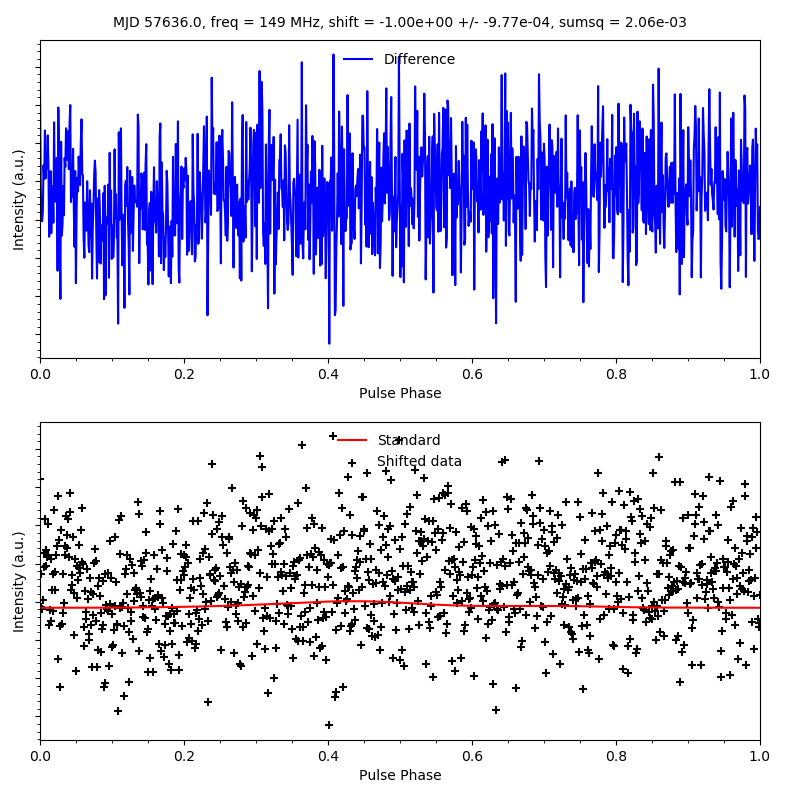 MJD 57636.0, freq = 149 MHz, shift = -1.00e+00 +/- -9.77e-04, sumsq = 2.06e-03
Difference
Intensity (a.u.)
0.0 0.2 0.4 0.6 0.8 1.0
Pulse Phase
Standard
Shifted data
Intensity (a.u.)
0.0 0.2 0.4 0.6 0.8 1.0
Pulse Phase